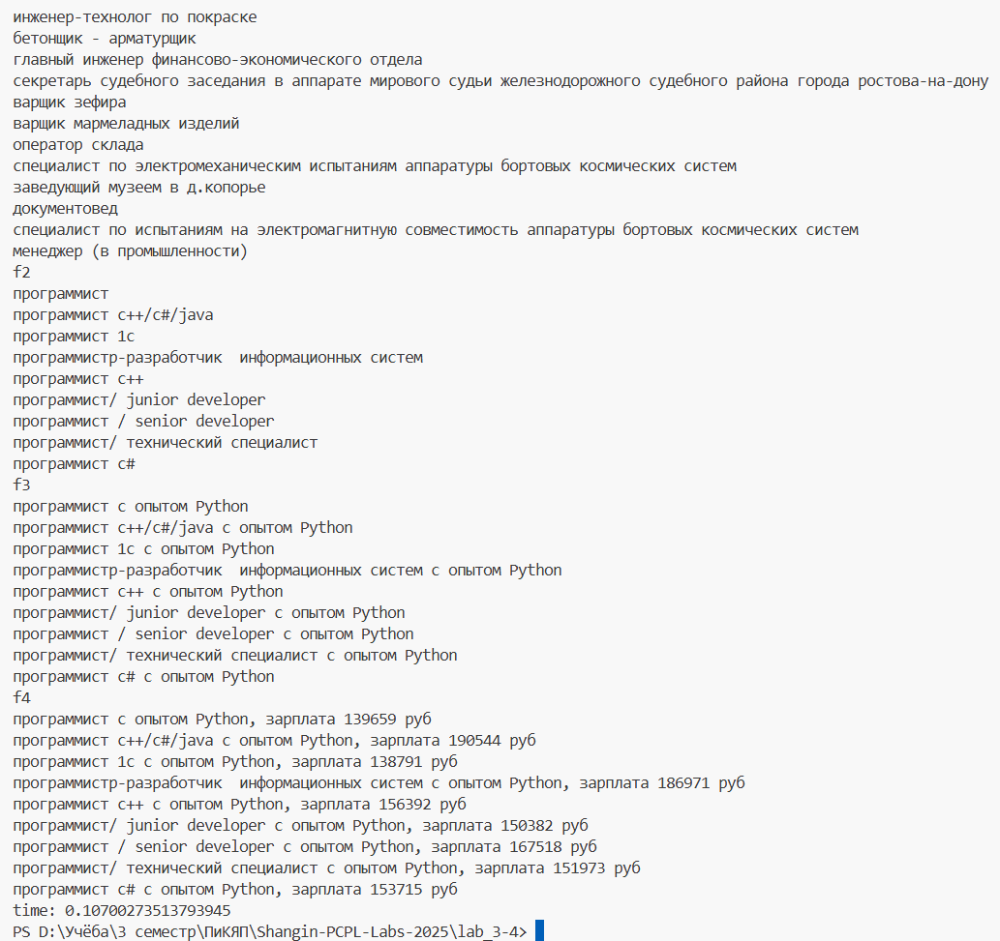 инженер-технолог по покраске
бетонщик - арматурщик
главный инженер финансово-экономического отдела
секретарь судебного заседания в аппарате мирового судьи железнодорожного судебного района города ростова-на-дону
варщик зефира
варщик мармеладных изделий
оператор склада
специалист по электромеханическим испытаниям аппаратуры бортовых космических систем
заведующий музеем в д.копорье
документовед
специалист по испытаниям на электромагнитную совместимость аппаратуры бортовых космических систем
менеджер (в промышленности)
f2
программист
программист c++/c#/java
программист 1с
программистр-разработчик  информационных систем
программист c++
программист/ junior developer
программист / senior developer
программист/ технический специалист
программист c#
f3
программист с опытом Python
программист c++/c#/java с опытом Python
программист 1с с опытом Python
программистр-разработчик  информационных систем с опытом Python
программист c++ с опытом Python
программист/ junior developer с опытом Python
программист / senior developer с опытом Python
программист/ технический специалист с опытом Python
программист c# с опытом Python
f4
программист с опытом Python, зарплата 139659 руб
программист c++/c#/java с опытом Python, зарплата 190544 руб
программист 1с с опытом Python, зарплата 138791 руб
программистр-разработчик  информационных систем с опытом Python, зарплата 186971 руб
программист c++ с опытом Python, зарплата 156392 руб
программист/ junior developer с опытом Python, зарплата 150382 руб
программист / senior developer с опытом Python, зарплата 167518 руб
программист/ технический специалист с опытом Python, зарплата 151973 руб
программист c# с опытом Python, зарплата 153715 руб
time: 0.10700273513793945
PS D:\Учёба\3 семестр\ПиКЯП\Shangin-PCPL-Labs-2025\lab_3-4>